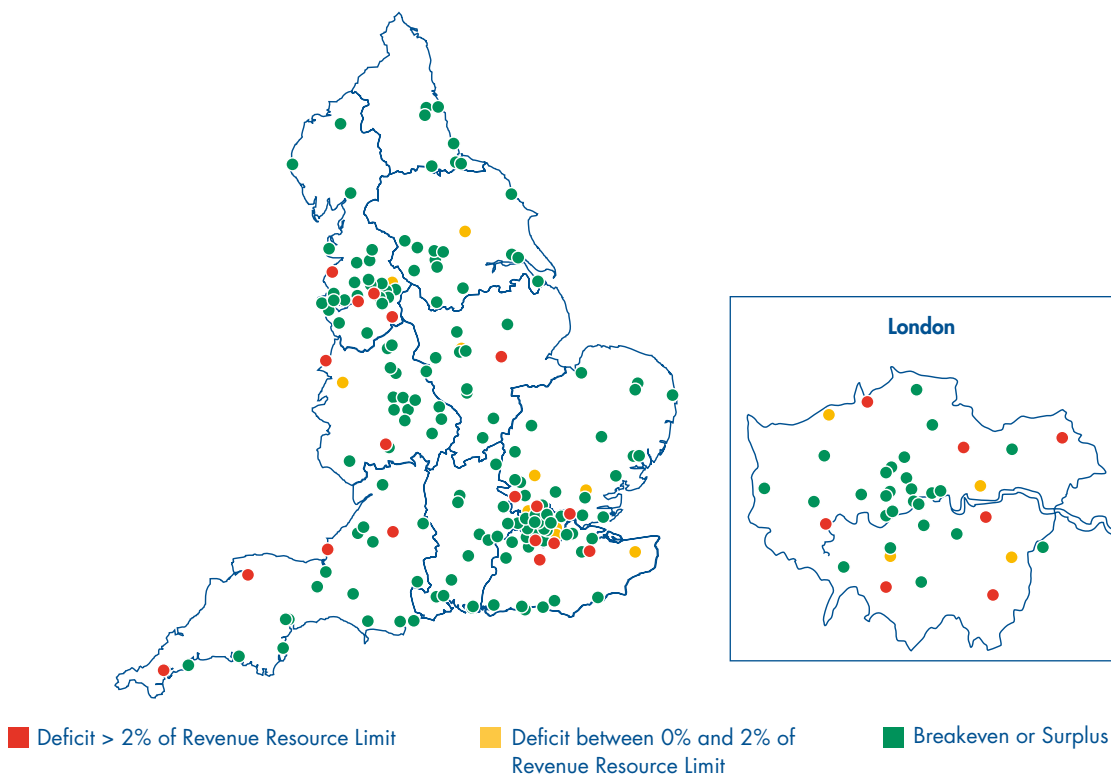 London
Deficit > 2% of Revenue Resource Limit
Deficit between 0% and 2% of
Revenue Resource Limit
Breakeven or Surplus